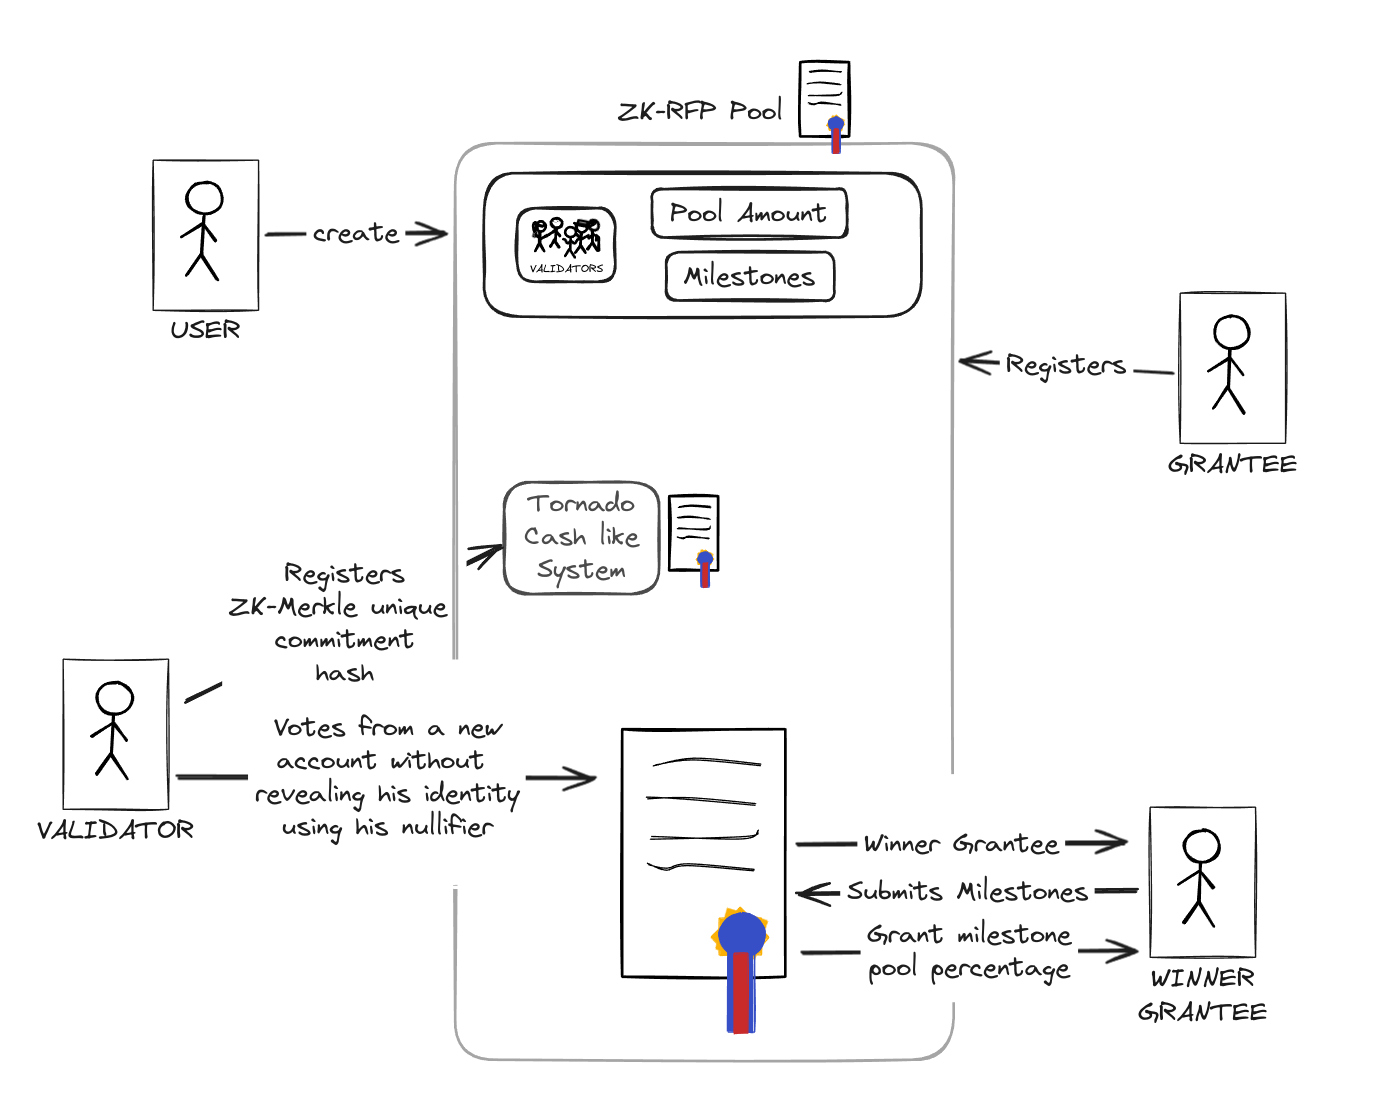 ZK-RFP Pool
Pool Amount
create
VALIDATORS
Milestones
USER
Registers
GRANTEE
Tornado
Cash like
System
Registers
ZK-Merkle unique
commitment
hash
Votes from a new
account without
revealing his identity
using his nullifier
VALIDATOR
Winner Grantee
Submits Milestones
Grant milestone
pool percentage
WINNER
GRANTEE